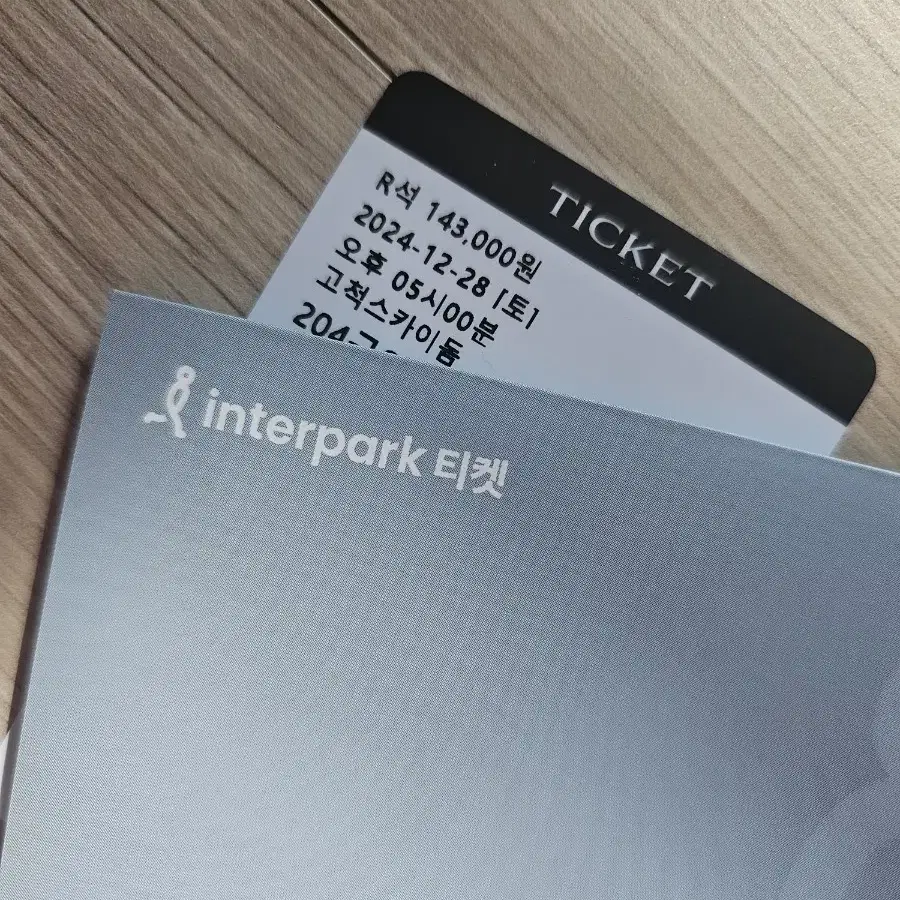 TICKET
R석 143,000원
2024-12-28 [토]
오후 05시00분
고척스카이돔
interpark 티켓